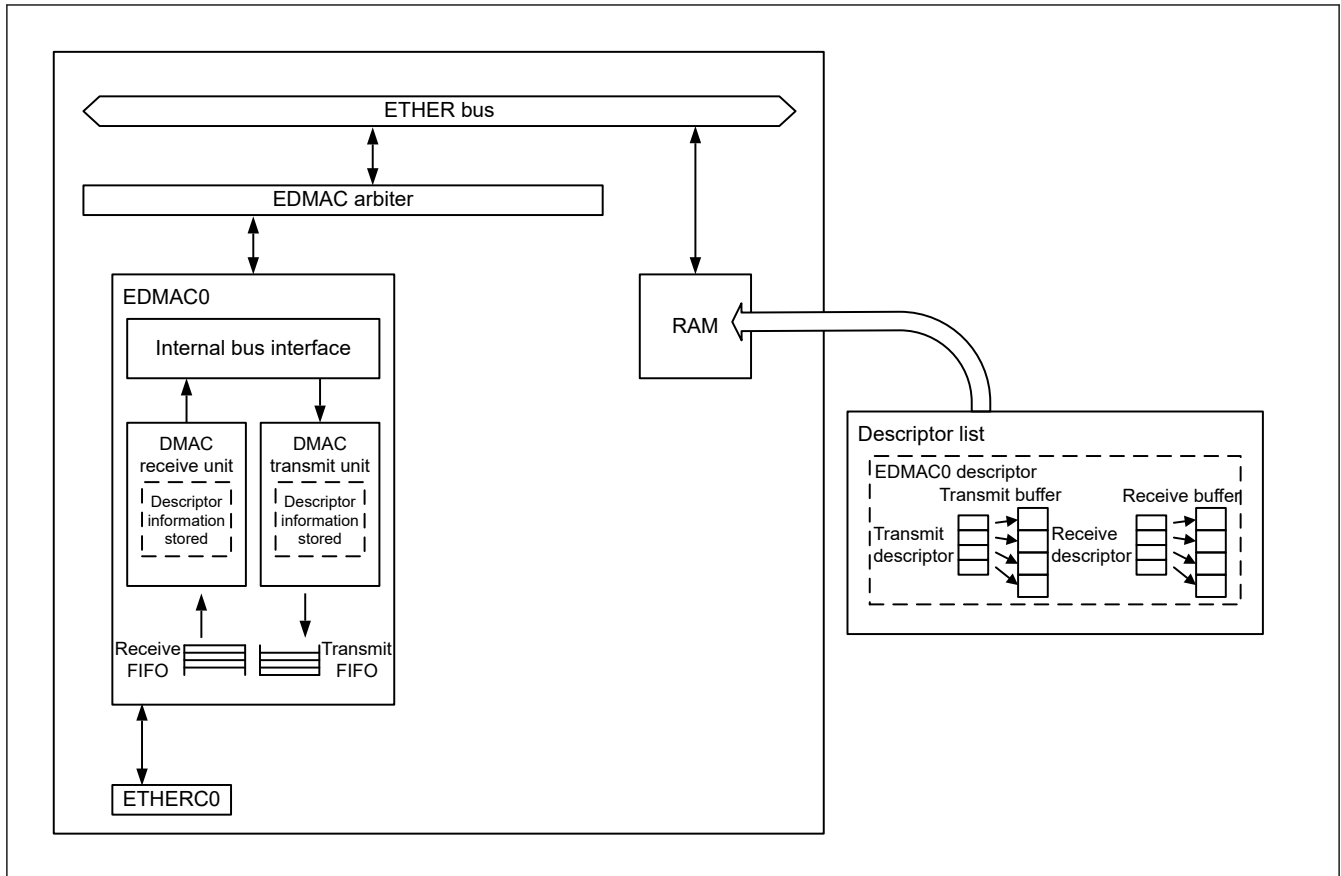 ETHER bus
EDMAC arbiter
EDMAC0
Internal bus interface
DMAC
receive unit
Descriptor
information
stored
DMAC
transmit unit
Descriptor
information
stored
Receive
FIFO
Transmit
FIFO
ETHERC0
RAM
Descriptor list
EDMAC0 descriptor
Transmit buffer
Receive buffer
Transmit
descriptor
Receive
descriptor